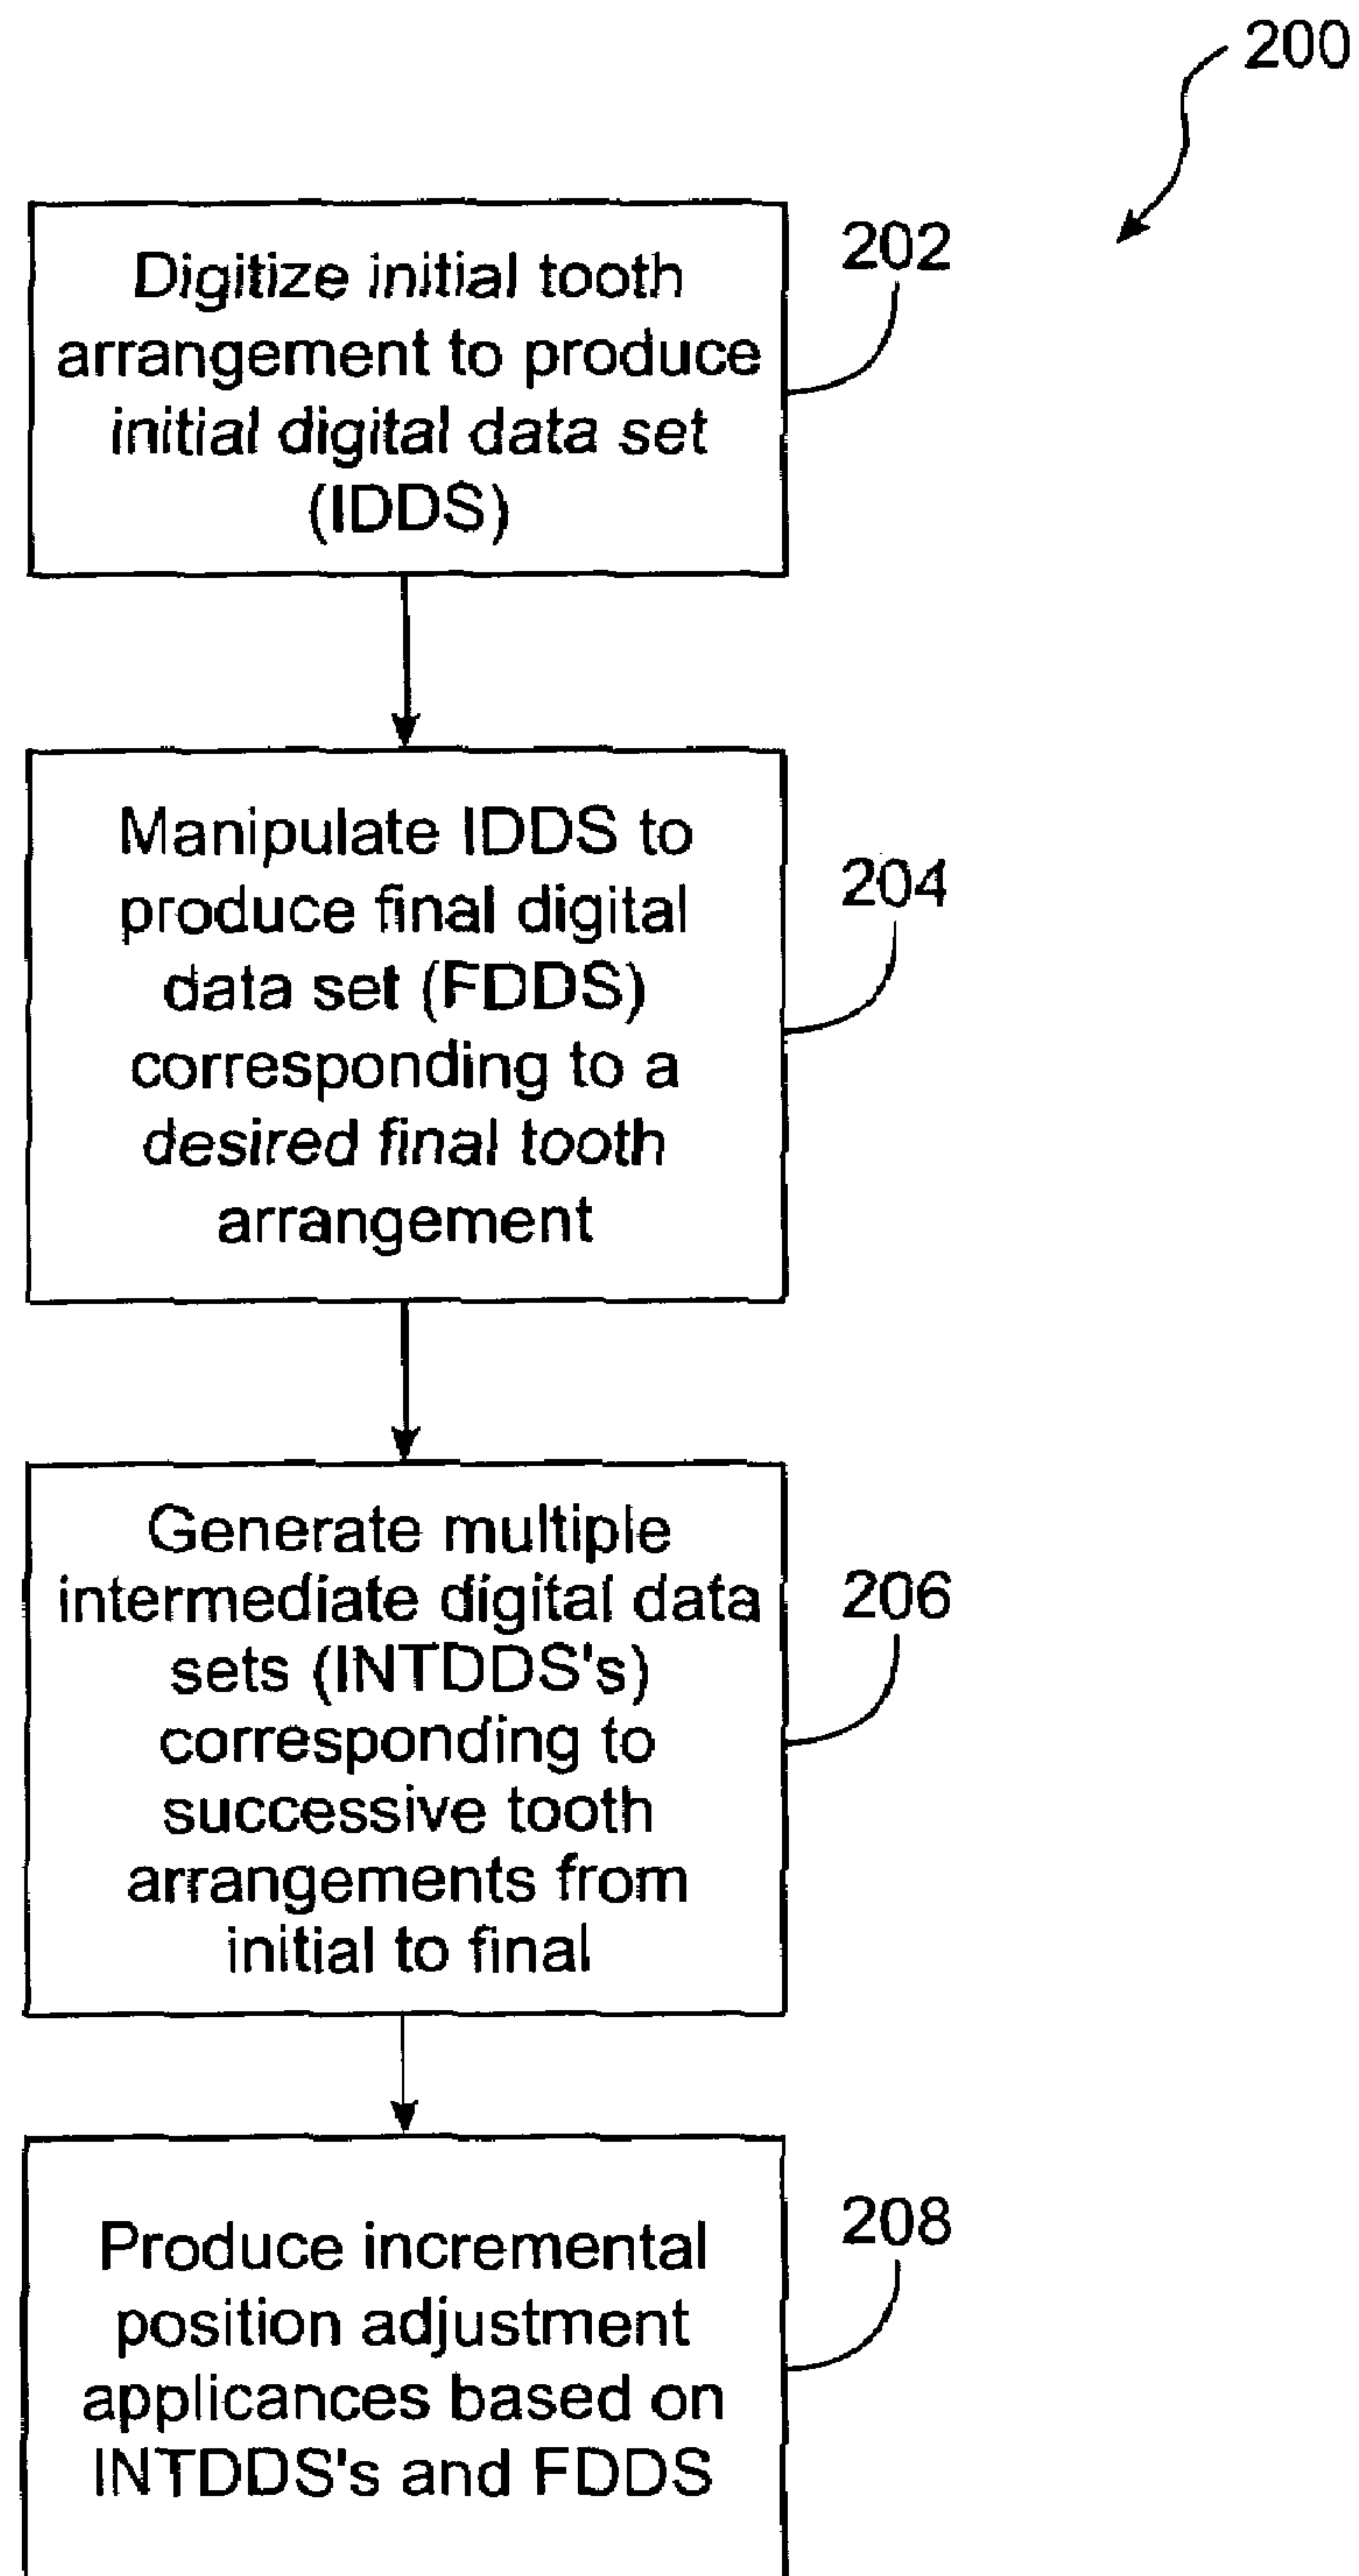 200
Digitize initial tooth
arrangement to produce
initial digital data set
(IDDS)
202
Manipulate IDDS to
produce final digital
data set (FDDS)
corresponding to a
desired final tooth
arrangement
204
Generate multiple
intermediate digital data
sets (INTDDS's)
corresponding to
successive tooth
arrangements from
initial to final
206
Produce incremental
position adjustment
applicances based on
INTDDS's and FDDS
208